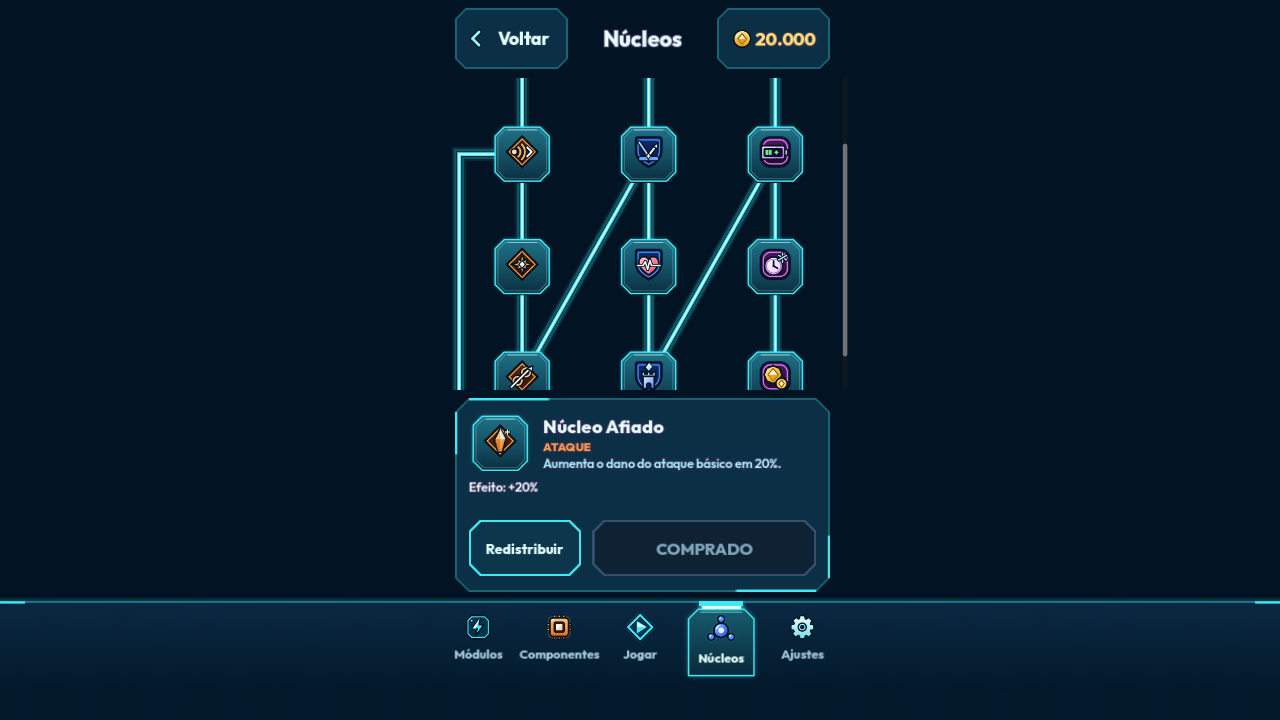 Voltar
Núcleos
20.000
Núcleo Afiado
ATAQUE
Aumenta o dano do ataque básico em 20%.
Efeito: +20%
Redistribuir
COMPRADO
Módulos
Componentes
Jogar
Núcleos
Ajustes